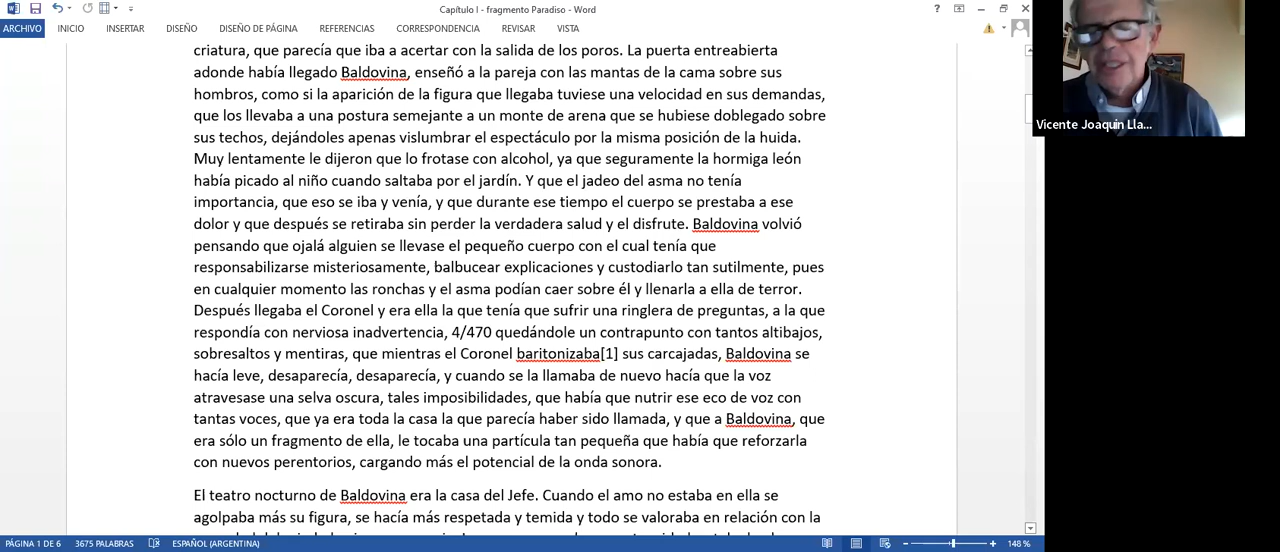 Capítulo I - fragmento Paradiso - Word
ARCHIVO INICIO INSERTAR DISEÑO DISEÑO DE PÁGINA REFERENCIAS CORRESPONDENCIA REVISAR VISTA
criatura, que parecía que iba a acertar con la salida de los poros. La puerta entreabierta
adonde había llegado Baldovina, enseñó a la pareja con las mantas de la cama sobre sus
hombros, como si la aparición de la figura que llegaba tuviese una velocidad en sus demandas,
que los llevaba a una postura semejante a un monte de arena que se hubiese doblegado sobre
sus techos, dejándoles apenas vislumbrar el espectáculo por la misma posición de la huida.
Muy lentamente le dijeron que lo frotase con alcohol, ya que seguramente la hormiga león
había picado al niño cuando saltaba por el jardín. Y que el jadeo del asma no tenía
importancia, que eso se iba y venía, y que durante ese tiempo el cuerpo se prestaba a ese
dolor y que después se retiraba sin perder la verdadera salud y el disfrute. Baldovina volvió
pensando que ojalá alguien se llevase el pequeño cuerpo con el cual tenía que
responsabilizarse misteriosamente, balbucear explicaciones y custodiarlo tan sutilmente, pues
en cualquier momento las ronchas y el asma podían caer sobre él y llenarla a ella de terror.
Después llegaba el Coronel y era ella la que tenía que sufrir una ringlera de preguntas, a la que
respondía con nerviosa inadvertencia, 4/470 quedándole un contrapunto con tantos altibajos,
sobresaltos y mentiras, que mientras el Coronel baritonizaba[1] sus carcajadas, Baldovina se
hacía leve, desaparecía, desaparecía, y cuando se la llamaba de nuevo hacía que la voz
atravesase una selva oscura, tales imposibilidades, que había que nutrir ese eco de voz con
tantas voces, que ya era toda la casa la que parecía haber sido llamada, y que a Baldovina, que
era sólo un fragmento de ella, le tocaba una partícula tan pequeña que había que reforzarla
con nuevos perentorios, cargando más el potencial de la onda sonora.
El teatro nocturno de Baldovina era la casa del Jefe. Cuando el amo no estaba en ella se
agolpaba más su figura, se hacía más respetada y temida y todo se valoraba en relación con la
PÁGINA 1 DE 6 3675 PALABRAS ESPAÑOL (ARGENTINA) 148 %
Vicente Joaquin Lla...